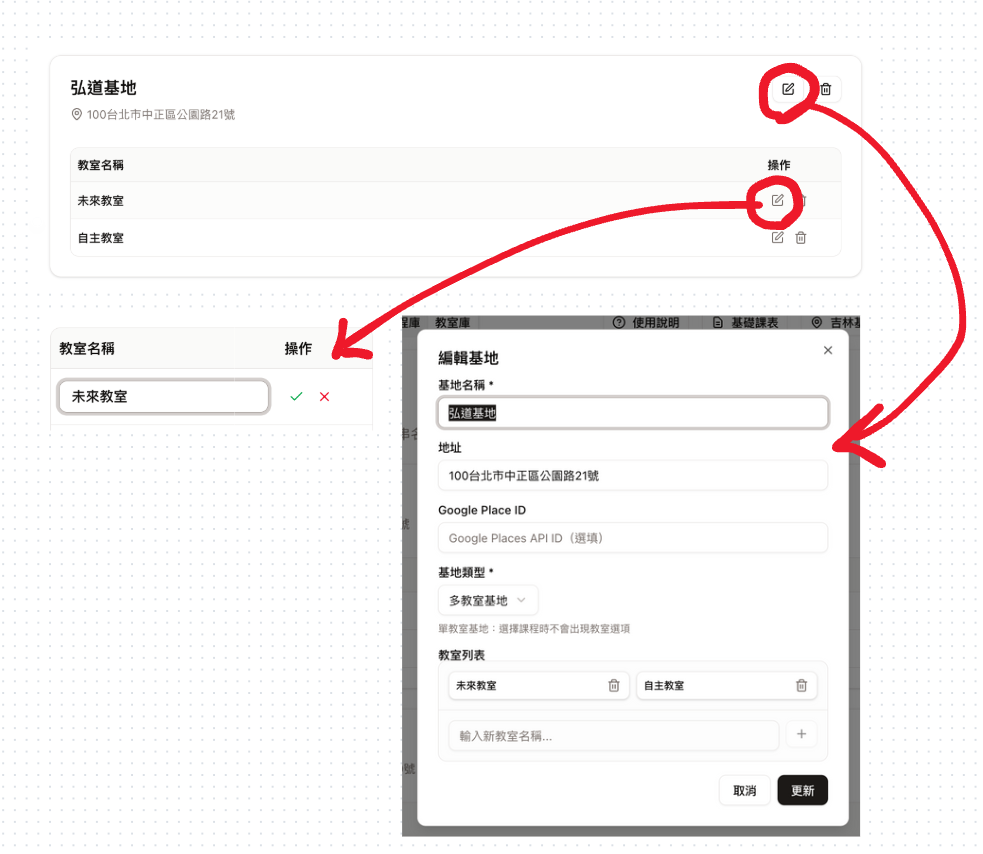 弘道基地
100台北市中正區公園路21號
教室名稱 操作
未來教室
自主教室
教室名稱 操作
未來教室
教室庫 使用說明 基礎課表
編輯基地
基地名稱 *
弘道基地
地址
100台北市中正區公園路21號
Google Place ID
Google Places API ID（選填）
基地類型 *
多教室基地
單教室基地：選擇課程時不會出現教室選項
教室列表
未來教室 自主教室
輸入新教室名稱...
取消 更新